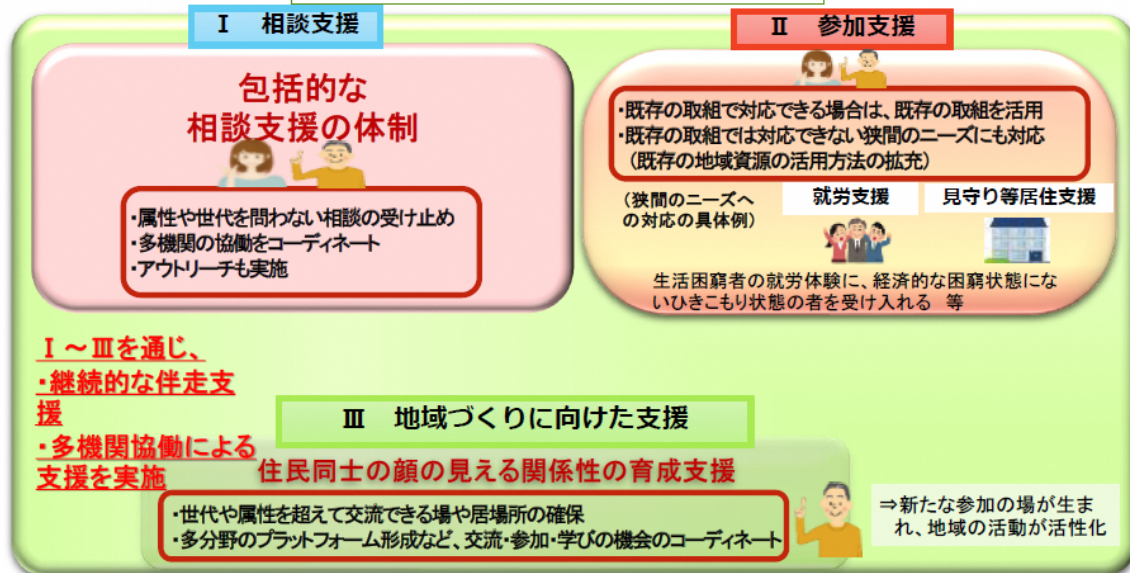 Ⅰ 相談支援
包括的な
相談支援の体制
・属性や世代を問わない相談の受け止め
・多機関の協働をコーディネート
・アウトリーチも実施
Ⅱ 参加支援
・既存の取組で対応できる場合は、既存の取組を活用
・既存の取組では対応できない狭間のニーズにも対応
（既存の地域資源の活用方法の拡充）
（狭間のニーズへ
の対応の具体例）
就労支援
見守り等居住支援
生活困窮者の就労体験に、経済的な困窮状態にな
いひきこもり状態の者を受け入れる 等
Ⅰ～Ⅲを通じ、
・継続的な伴走支
援
・多機関協働による
支援を実施
Ⅲ 地域づくりに向けた支援
住民同士の顔の見える関係性の育成支援
・世代や属性を超えて交流できる場や居場所の確保
・多分野のプラットフォーム形成など、交流・参加・学びの機会のコーディネート
⇒新たな参加の場が生ま
れ、地域の活動が活性化